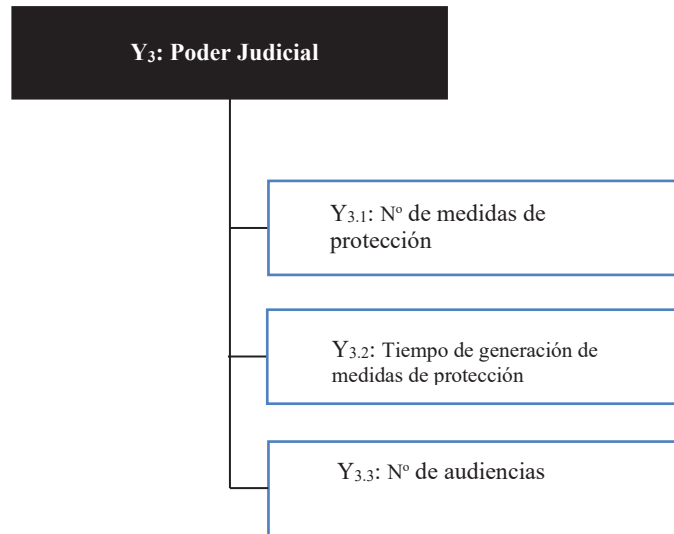 Y₃: Poder Judicial
Y₃.₁: Nº de medidas de
protección
Y₃.₂: Tiempo de generación de
medidas de protección
Y₃.₃: Nº de audiencias